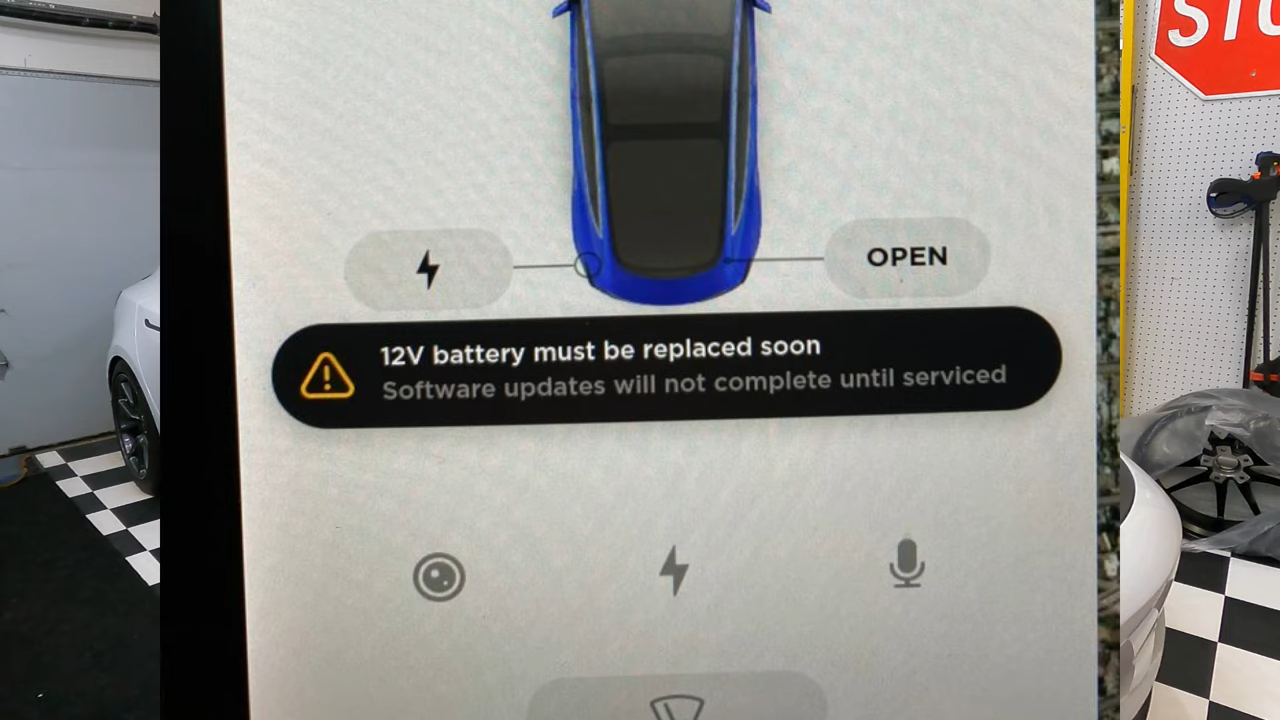 OPEN
12V battery must be replaced soon
Software updates will not complete until serviced